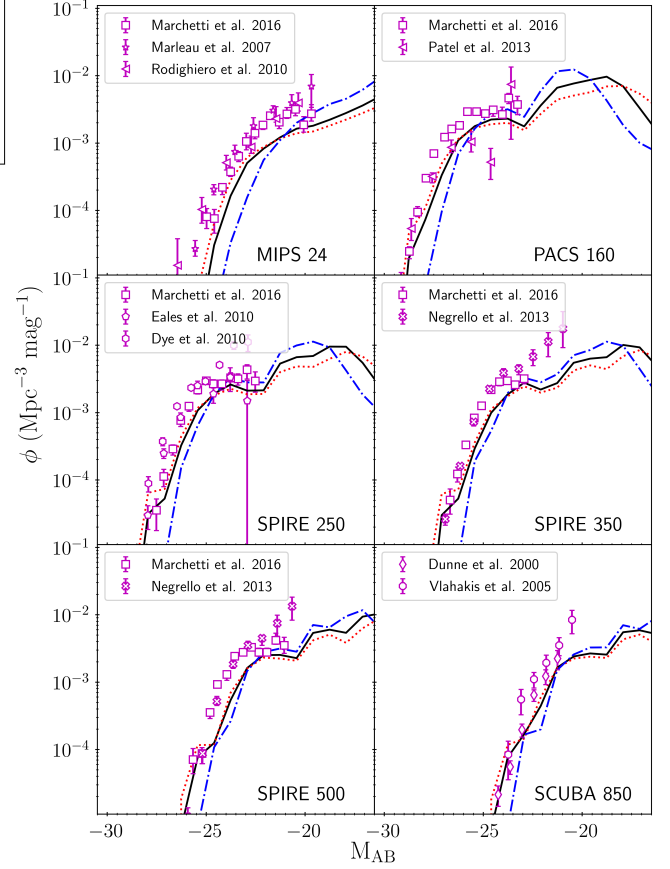 10⁻¹
Marchetti et al. 2016
Marleau et al. 2007
Rodighiero et al. 2010
Marchetti et al. 2016
Patel et al. 2013
10⁻²
10⁻³
10⁻⁴
MIPS 24
PACS 160
10⁻¹
Marchetti et al. 2016
Eales et al. 2010
Dye et al. 2010
Marchetti et al. 2016
Negrello et al. 2013
10⁻²
10⁻³
10⁻⁴
ϕ (Mpc⁻³ mag⁻¹)
SPIRE 250
SPIRE 350
10⁻¹
Marchetti et al. 2016
Negrello et al. 2013
Dunne et al. 2000
Vlahakis et al. 2005
10⁻²
10⁻³
10⁻⁴
SPIRE 500
SCUBA 850
−30 −25 −20 −30 −25 −20
M_AB